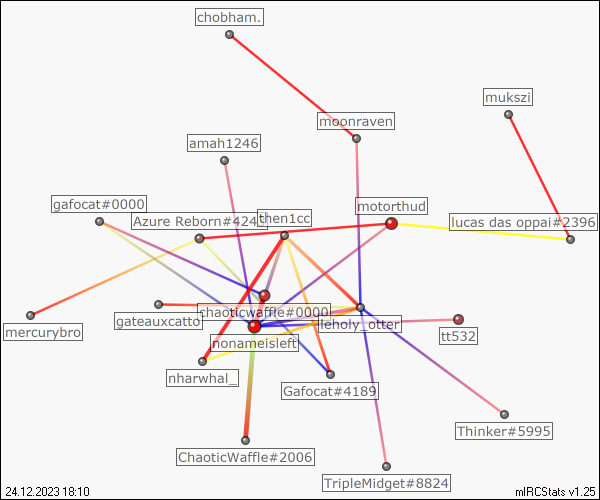 chobham.
mukszi
moonraven
amah1246
gafocat#0000
motorthud
Azure Reborn#424
then1cc
lucas das oppai#2396
chaoticwaffle#0000
gateauxcatto
leholy_otter
mercurybro
tt532
nonameisleft
nharwhal_
Gafocat#4189
Thinker#5995
ChaoticWaffle#2006
TripleMidget#8824
24.12.2023 18:10
mIRCStats v1.25